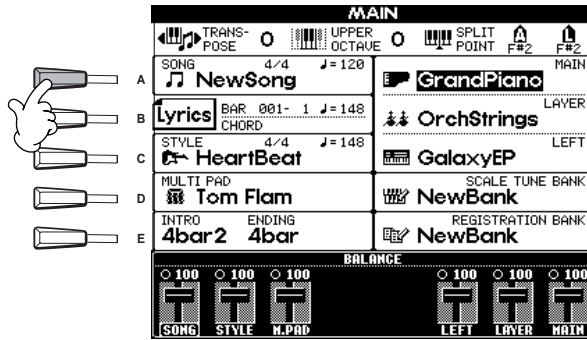 MAIN
TRANS-
POSE 0
UPPER
OCTAVE 0
SPLIT
POINT
A
F#2
L
F#2
SONG 4/4 ♩=120
NewSong
MAIN
GrandPiano
A
Lyrics
BAR 001- 1 ♩=148
CHORD
LAYER
OrchStrings
B
STYLE 4/4 ♩=148
HeartBeat
LEFT
GalaxyEP
C
MULTI PAD
Tom Flam
SCALE TUNE BANK
NewBank
D
INTRO ENDING
4bar2 4bar
REGISTRATION BANK
NewBank
E
BALANCE
100 100 100 100 100 100
SONG STYLE M.PAD LEFT LAYER MAIN